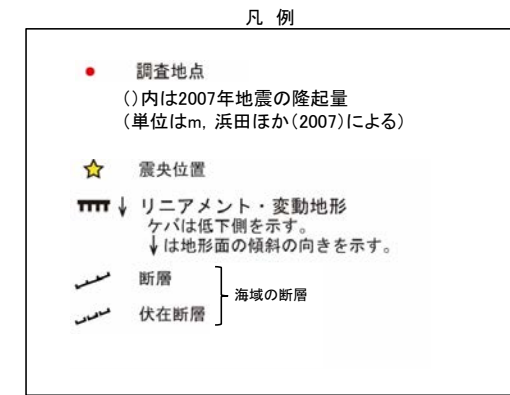 凡 例
調査地点
()内は2007年地震の隆起量
(単位はm, 浜田ほか(2007)による)
震央位置
リニアメント・変動地形
ケバは低下側を示す。
↓は地形面の傾斜の向きを示す。
断層
海域の断層
伏在断層